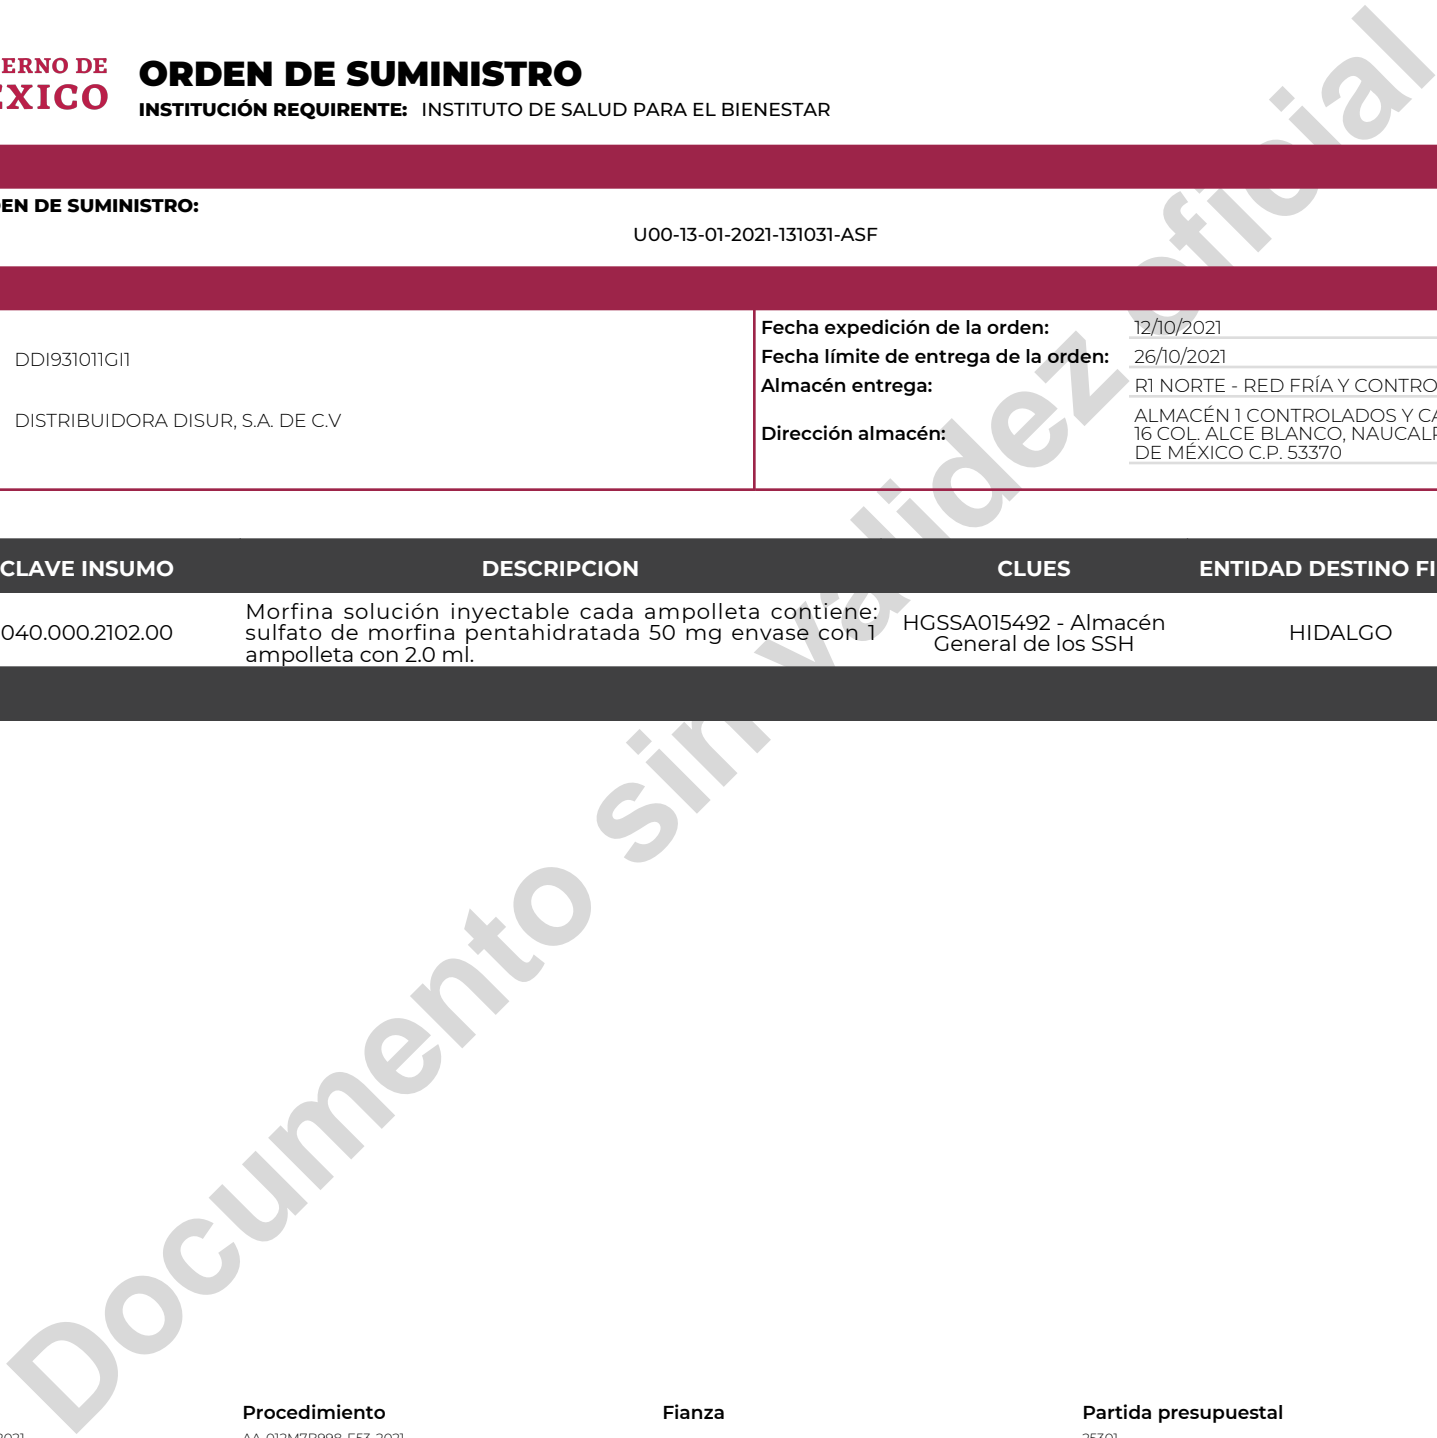 ERNO DE
ÉXICO
ORDEN DE SUMINISTRO
INSTITUCIÓN REQUIRENTE: INSTITUTO DE SALUD PARA EL BIENESTAR
EN DE SUMINISTRO:
U00-13-01-2021-131031-ASF
DDI931011GI1
DISTRIBUIDORA DISUR, S.A. DE C.V
Fecha expedición de la orden: 12/10/2021
Fecha límite de entrega de la orden: 26/10/2021
Almacén entrega: R1 NORTE - RED FRÍA Y CONTRO
Dirección almacén: ALMACÉN 1 CONTROLADOS Y CA
16 COL. ALCE BLANCO, NAUCALP
DE MÉXICO C.P. 53370
CLAVE INSUMO DESCRIPCION CLUES ENTIDAD DESTINO FI
040.000.2102.00
Morfina solución inyectable cada ampolleta contiene:
sulfato de morfina pentahidratada 50 mg envase con 1
ampolleta con 2.0 ml.
HGSSA015492 - Almacén
General de los SSH
HIDALGO
Documento sin validez oficial
Procedimiento Fianza Partida presupuestal